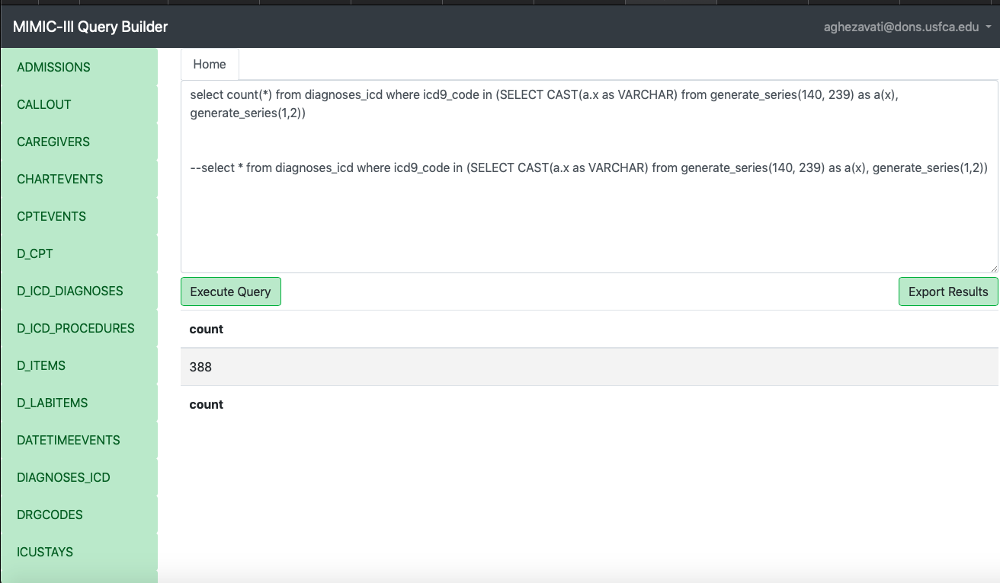 MIMIC-III Query Builder
aghezavati@dons.usfca.edu
ADMISSIONS
CALLOUT
CAREGIVERS
CHARTEVENTS
CPTEVENTS
D_CPT
D_ICD_DIAGNOSES
D_ICD_PROCEDURES
D_ITEMS
D_LABITEMS
DATETIMEEVENTS
DIAGNOSES_ICD
DRGCODES
ICUSTAYS
Home
select count(*) from diagnoses_icd where icd9_code in (SELECT CAST(a.x as VARCHAR) from generate_series(140, 239) as a(x),
generate_series(1,2))
--select * from diagnoses_icd where icd9_code in (SELECT CAST(a.x as VARCHAR) from generate_series(140, 239) as a(x), generate_series(1,2))
Execute Query
Export Results
count
388
count